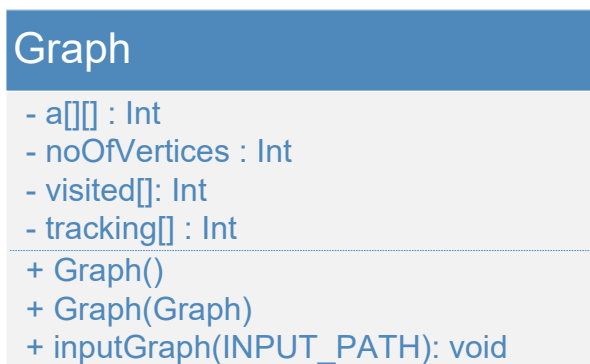 Graph
- a[][] : Int
- noOfVertices : Int
- visited[]: Int
- tracking[] : Int
+ Graph()
+ Graph(Graph)
+ inputGraph(INPUT_PATH): void